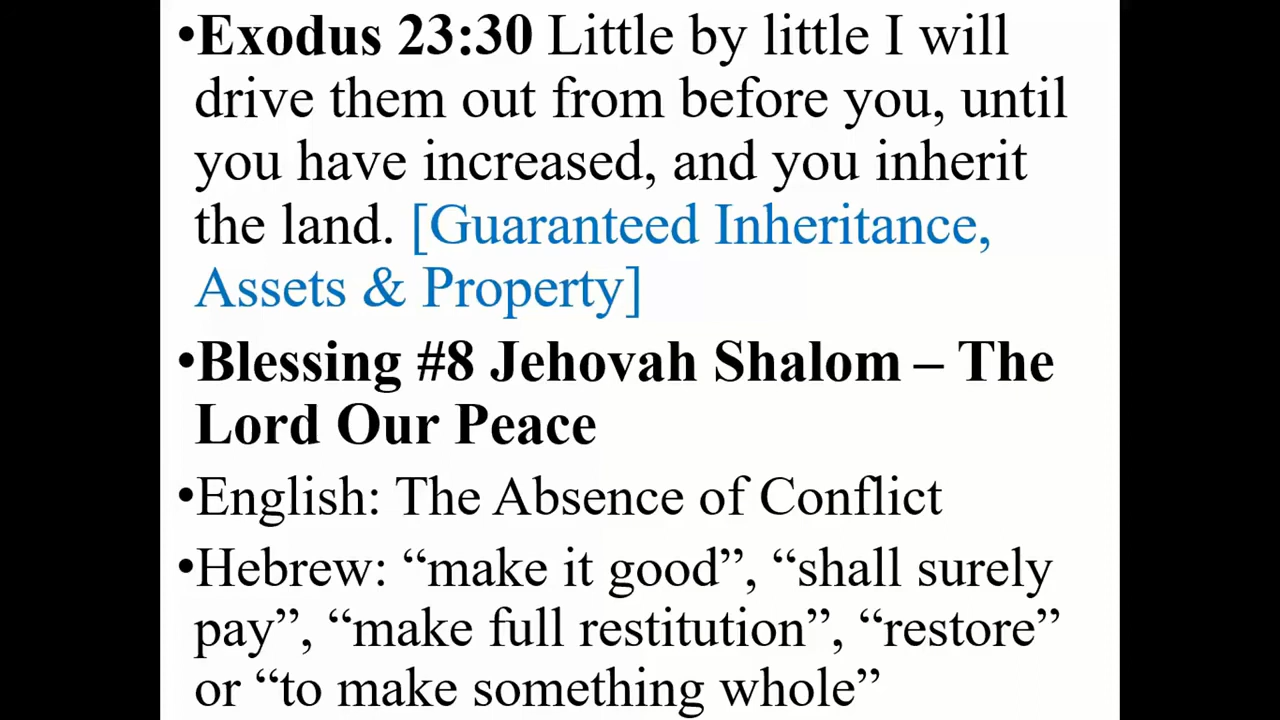 •Exodus 23:30 Little by little I will
drive them out from before you, until
you have increased, and you inherit
the land. [Guaranteed Inheritance,
Assets & Property]
•Blessing #8 Jehovah Shalom – The
Lord Our Peace
•English: The Absence of Conflict
•Hebrew: “make it good”, “shall surely
pay”, “make full restitution”, “restore”
or “to make something whole”